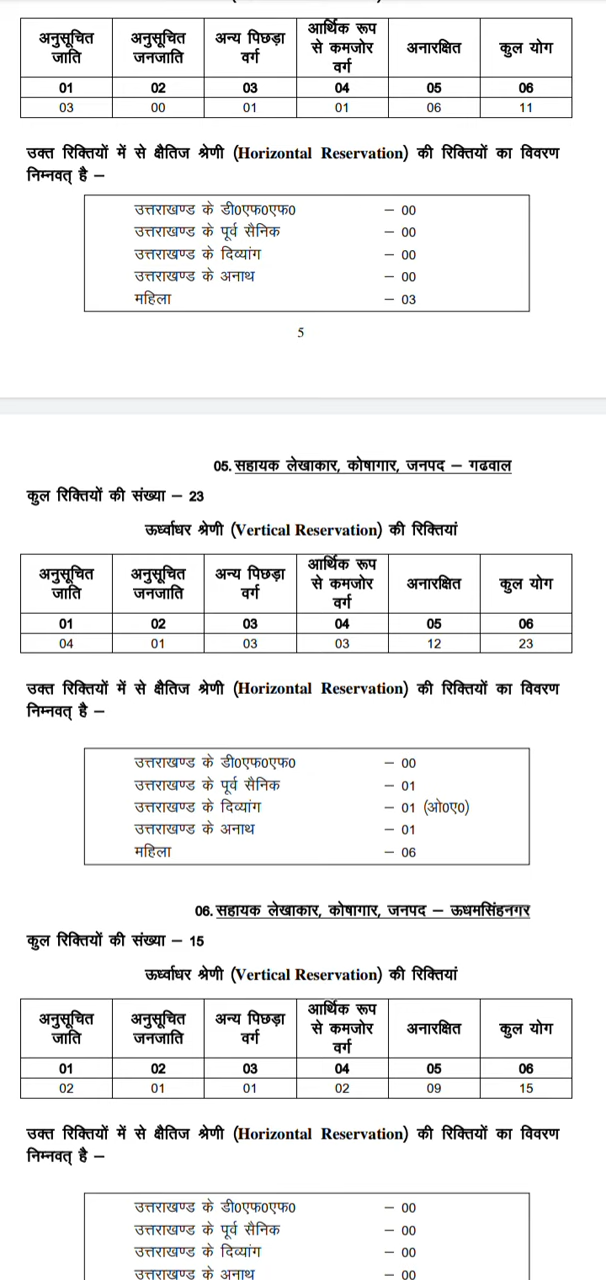 अनुसूचित जाति | अनुसूचित जनजाति | अन्य पिछड़ा वर्ग | आर्थिक रूप से कमजोर वर्ग | अनारक्षित | कुल योग
01 | 02 | 03 | 04 | 05 | 06
03 | 00 | 01 | 01 | 06 | 11
उक्त रिक्तियों में से क्षैतिज श्रेणी (Horizontal Reservation) की रिक्तियों का विवरण
निम्नवत् है –
उत्तराखण्ड के डी0एफ0एफ0 – 00
उत्तराखण्ड के पूर्व सैनिक – 00
उत्तराखण्ड के दिव्यांग – 00
उत्तराखण्ड के अनाथ – 00
महिला – 03
5
05. सहायक लेखाकार, कोषागार, जनपद – गढवाल
कुल रिक्तियों की संख्या – 23
ऊर्ध्वाधर श्रेणी (Vertical Reservation) की रिक्तियां
अनुसूचित जाति | अनुसूचित जनजाति | अन्य पिछड़ा वर्ग | आर्थिक रूप से कमजोर वर्ग | अनारक्षित | कुल योग
01 | 02 | 03 | 04 | 05 | 06
04 | 01 | 03 | 03 | 12 | 23
उक्त रिक्तियों में से क्षैतिज श्रेणी (Horizontal Reservation) की रिक्तियों का विवरण
निम्नवत् है –
उत्तराखण्ड के डी0एफ0एफ0 – 00
उत्तराखण्ड के पूर्व सैनिक – 01
उत्तराखण्ड के दिव्यांग – 01 (ओ0ए0)
उत्तराखण्ड के अनाथ – 01
महिला – 06
06. सहायक लेखाकार, कोषागार, जनपद – ऊधमसिंहनगर
कुल रिक्तियों की संख्या – 15
ऊर्ध्वाधर श्रेणी (Vertical Reservation) की रिक्तियां
अनुसूचित जाति | अनुसूचित जनजाति | अन्य पिछड़ा वर्ग | आर्थिक रूप से कमजोर वर्ग | अनारक्षित | कुल योग
01 | 02 | 03 | 04 | 05 | 06
02 | 01 | 01 | 02 | 09 | 15
उक्त रिक्तियों में से क्षैतिज श्रेणी (Horizontal Reservation) की रिक्तियों का विवरण
निम्नवत् है –
उत्तराखण्ड के डी0एफ0एफ0 – 00
उत्तराखण्ड के पूर्व सैनिक – 00
उत्तराखण्ड के दिव्यांग – 00
उत्तराखण्ड के अनाथ – 00